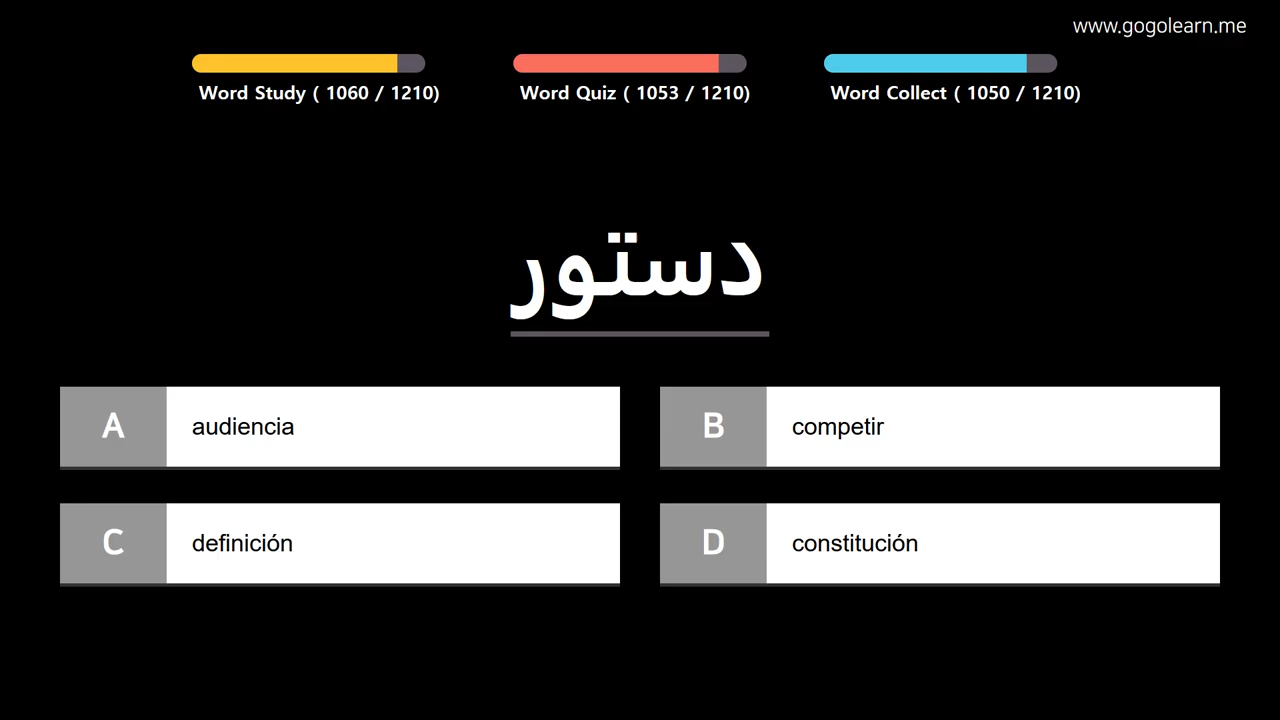 www.gogolearn.me
Word Study ( 1060 / 1210)
Word Quiz ( 1053 / 1210)
Word Collect ( 1050 / 1210)
دستور
A audiencia
B competir
C definición
D constitución